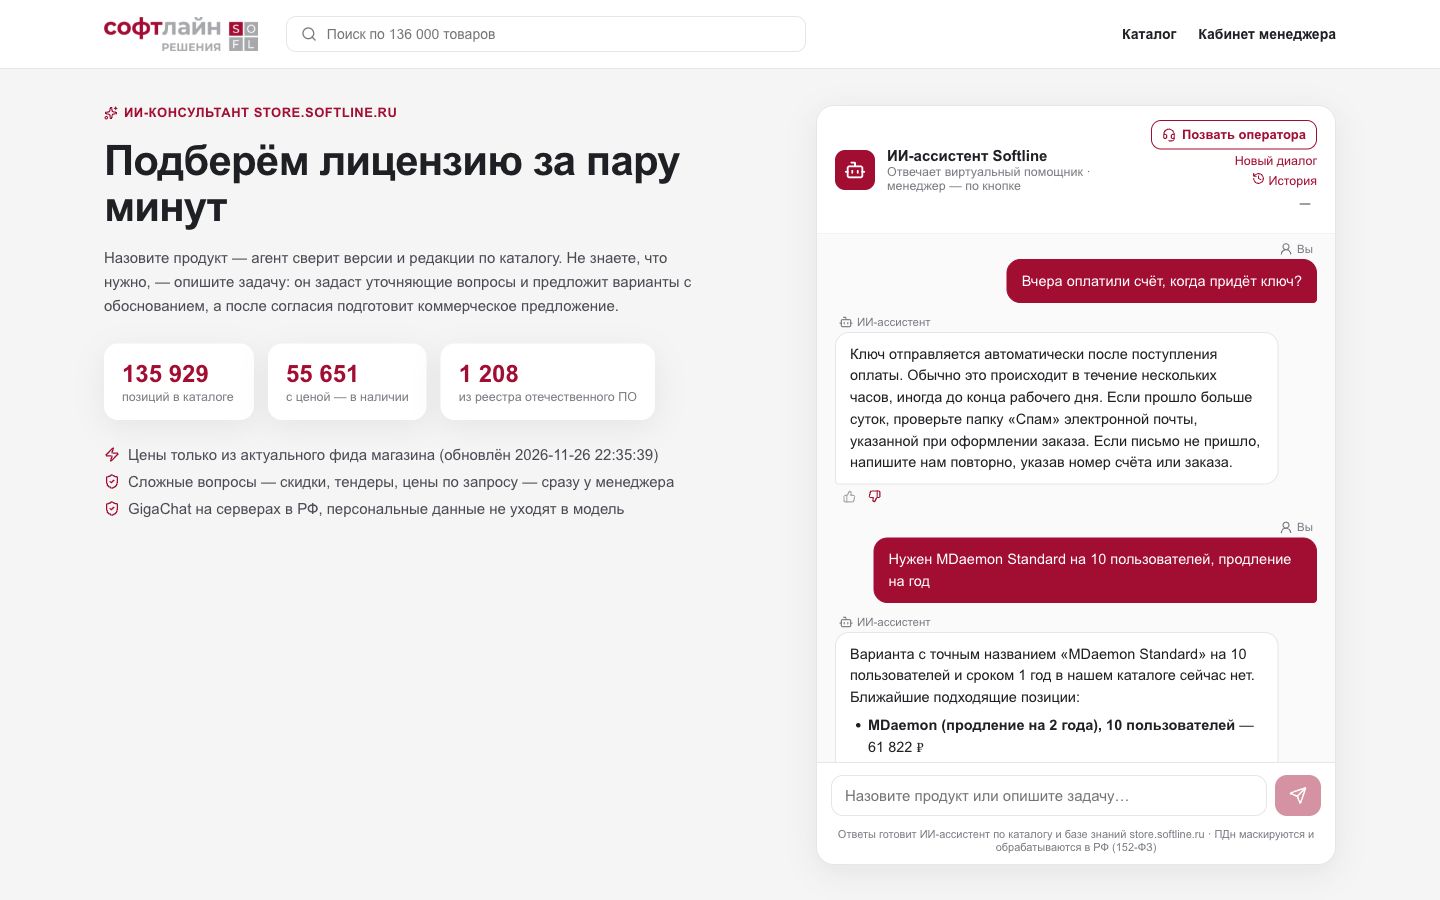 софтлайн
РЕШЕНИЯ
S O
F L
Поиск по 136 000 товаров
Каталог
Кабинет менеджера
ИИ-КОНСУЛЬТАНТ STORE.SOFTLINE.RU
Подберём лицензию за пару
минут
Назовите продукт — агент сверит версии и редакции по каталогу. Не знаете, что
нужно, — опишите задачу: он задаст уточняющие вопросы и предложит варианты с
обоснованием, а после согласия подготовит коммерческое предложение.
135 929
позиций в каталоге
55 651
с ценой — в наличии
1 208
из реестра отечественного ПО
Цены только из актуального фида магазина (обновлён 2026-11-26 22:35:39)
Сложные вопросы — скидки, тендеры, цены по запросу — сразу у менеджера
GigaChat на серверах в РФ, персональные данные не уходят в модель
ИИ-ассистент Softline
Отвечает виртуальный помощник ·
менеджер — по кнопке
Позвать оператора
Новый диалог
История
Вы
Вчера оплатили счёт, когда придёт ключ?
ИИ-ассистент
Ключ отправляется автоматически после поступления
оплаты. Обычно это происходит в течение нескольких
часов, иногда до конца рабочего дня. Если прошло больше
суток, проверьте папку «Спам» электронной почты,
указанной при оформлении заказа. Если письмо не пришло,
напишите нам повторно, указав номер счёта или заказа.
Вы
Нужен MDaemon Standard на 10 пользователей, продление
на год
ИИ-ассистент
Варианта с точным названием «MDaemon Standard» на 10
пользователей и сроком 1 год в нашем каталоге сейчас нет.
Ближайшие подходящие позиции:
• MDaemon (продление на 2 года), 10 пользователей —
61 822 ₽
Назовите продукт или опишите задачу…
Ответы готовит ИИ-ассистент по каталогу и базе знаний store.softline.ru · ПДн маскируются и
обрабатываются в РФ (152-ФЗ)